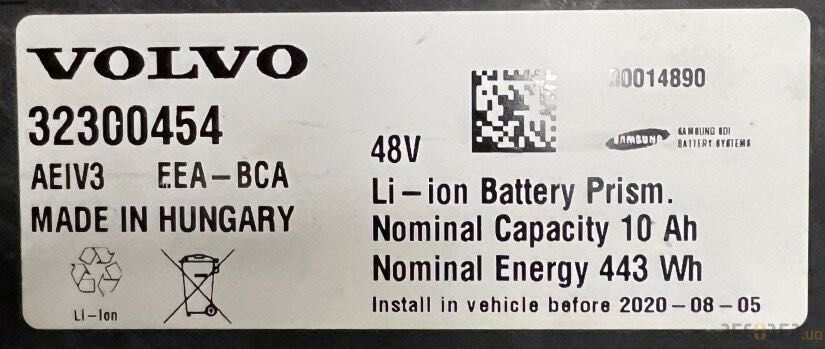 VOLVO
32300454
AEIV3 EEA-BCA
MADE IN HUNGARY
Li-Ion
00014890
SAMSUNG
SAMSUNG SDI
BATTERY SYSTEMS
48V
Li-ion Battery Prism.
Nominal Capacity 10 Ah
Nominal Energy 443 Wh
Install in vehicle before 2020-08-05